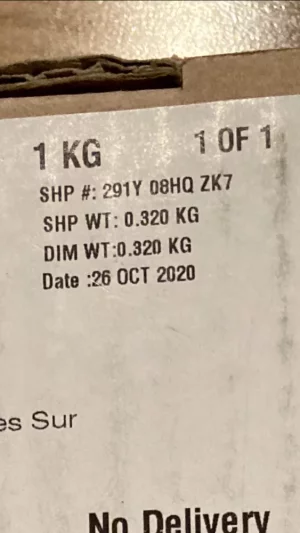 1 KG 1 OF 1
SHP #: 291Y 08HQ ZK7
SHP WT: 0.320 KG
DIM WT:0.320 KG
Date :26 OCT 2020
es Sur
No Delivery